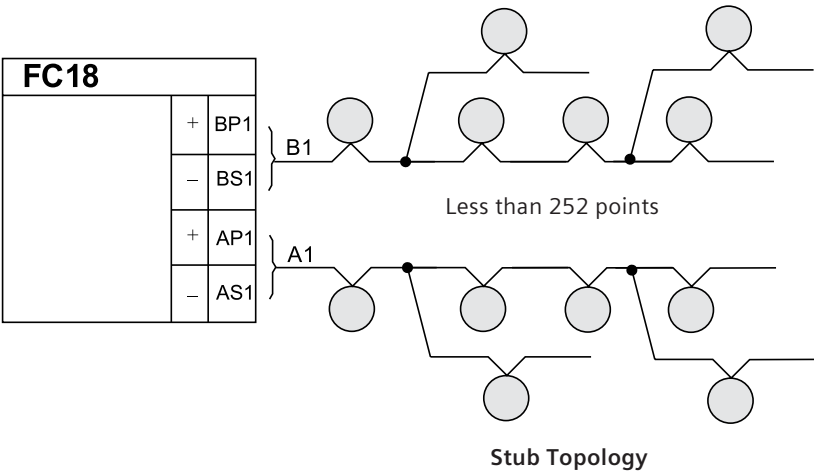 FC18
+ BP1
B1
– BS1
Less than 252 points
+ AP1
A1
– AS1
Stub Topology